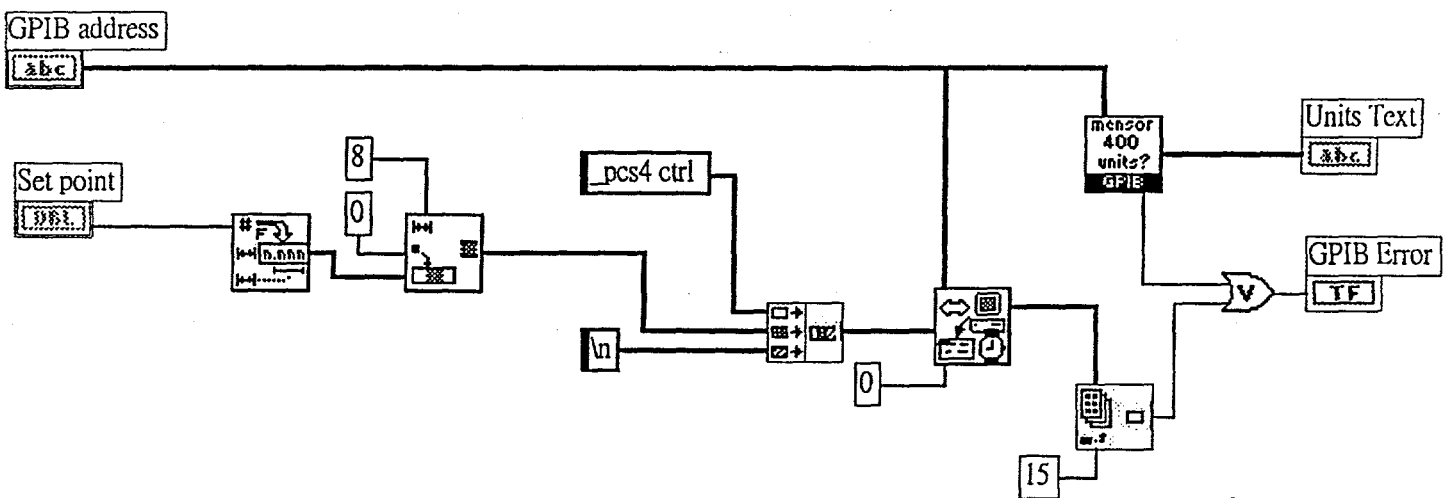 GPIB address
abc
Set point
DBL
# F
n.nnn
8
0
_pcs4 ctrl
\n
0
mensor
400
units?
GPIB
Units Text
abc
GPIB Error
TF
V
15